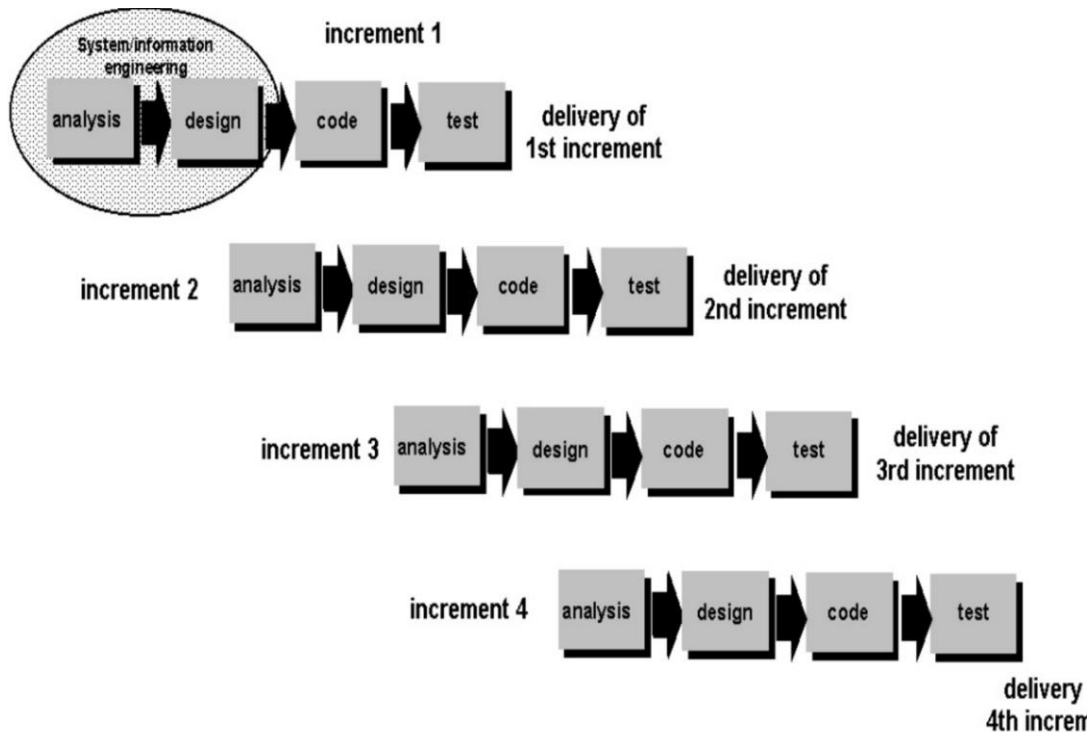 increment 1
System/information
engineering
analysis
design
code
test
delivery of
1st increment
increment 2
analysis
design
code
test
delivery of
2nd increment
increment 3
analysis
design
code
test
delivery of
3rd increment
increment 4
analysis
design
code
test
delivery
4th